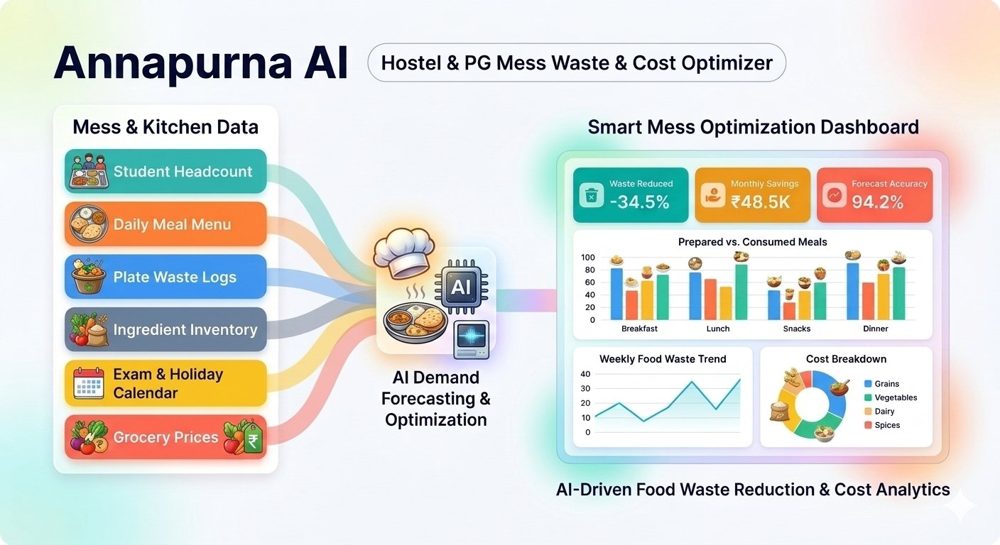 Annapurna AI
Hostel & PG Mess Waste & Cost Optimizer
Mess & Kitchen Data
Student Headcount
Daily Meal Menu
Plate Waste Logs
Ingredient Inventory
Exam & Holiday
Calendar
Grocery Prices
₹
AI
AI Demand
Forecasting &
Optimization
Smart Mess Optimization Dashboard
Waste Reduced
-34.5%
Monthly Savings
₹48.5K
Forecast Accuracy
94.2%
Prepared vs. Consumed Meals
100
80
60
40
20
0
Breakfast
Lunch
Snacks
Dinner
Weekly Food Waste Trend
40
30
20
10
0
Cost Breakdown
Grains
Vegetables
Dairy
Spices
AI-Driven Food Waste Reduction & Cost Analytics